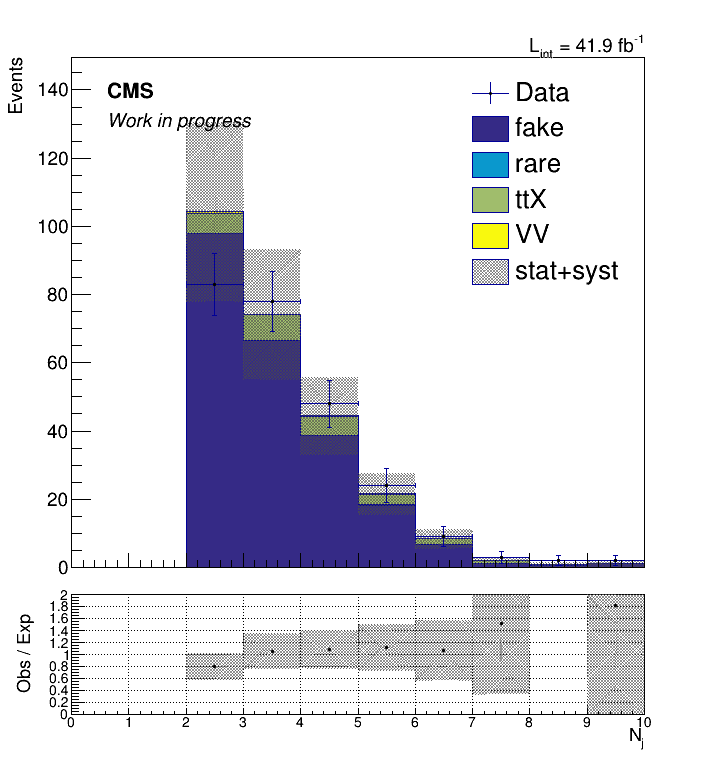 L_int = 41.9 fb^-1
Events
CMS
Work in progress
Data
fake
rare
ttX
VV
stat+syst
140
120
100
80
60
40
20
0
Obs / Exp
2
1.8
1.6
1.4
1.2
1
0.8
0.6
0.4
0.2
0
0 1 2 3 4 5 6 7 8 9 10
N_j